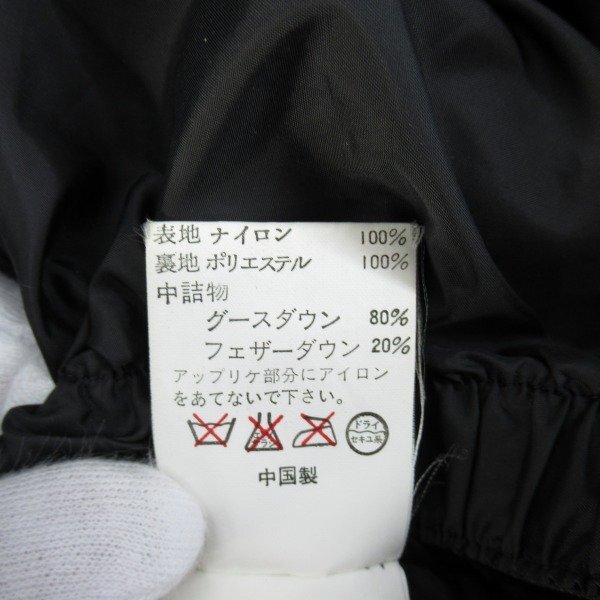 表地 ナイロン 100%
裏地 ポリエステル 100%
中詰物
グースダウン 80%
フェザーダウン 20%
アップリケ部分にアイロン
をあてないで下さい。
ドライ
セキユ系
中国製